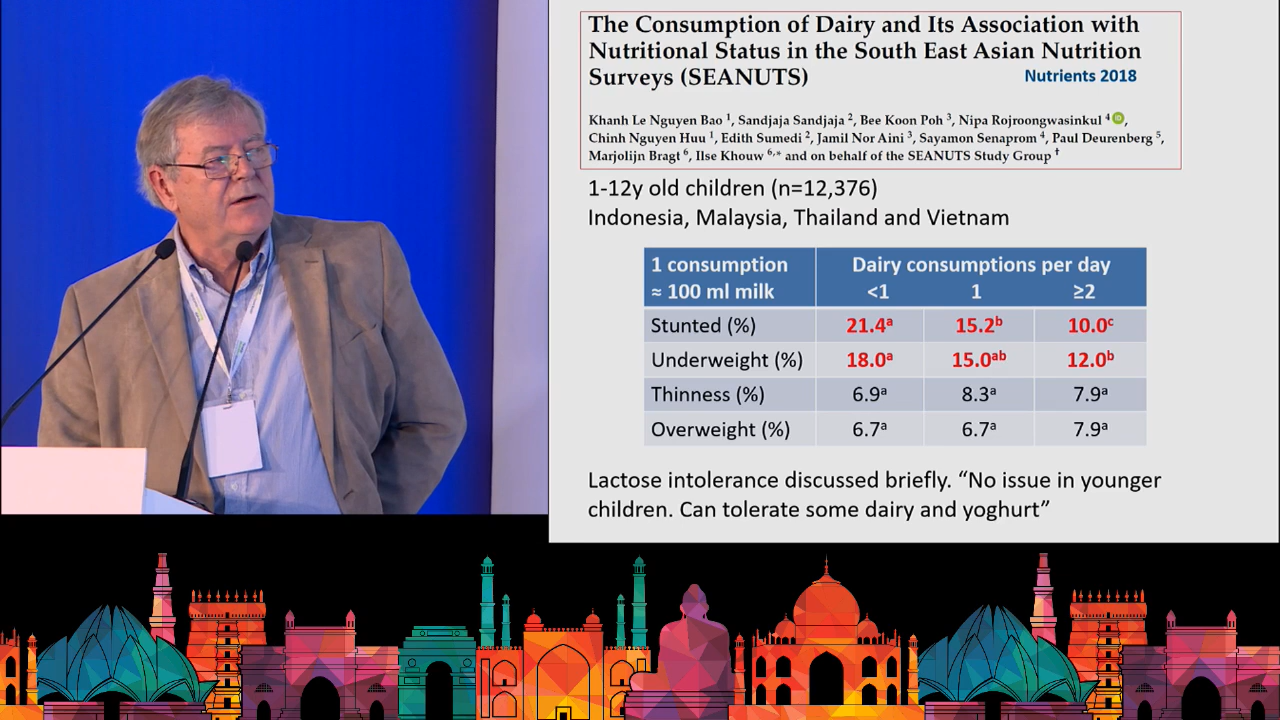 The Consumption of Dairy and Its Association with
Nutritional Status in the South East Asian Nutrition
Surveys (SEANUTS) Nutrients 2018
Khanh Le Nguyen Bao 1, Sandjaja Sandjaja 2, Bee Koon Poh 3, Nipa Rojroongwasinkul 4 iD,
Chinh Nguyen Huu 1, Edith Sumedi 2, Jamil Nor Aini 3, Sayamon Senaprom 4, Paul Deurenberg 5,
Marjolijn Bragt 6, Ilse Khouw 6,* and on behalf of the SEANUTS Study Group †
1-12y old children (n=12,376)
Indonesia, Malaysia, Thailand and Vietnam
1 consumption Dairy consumptions per day
≈ 100 ml milk <1 1 ≥2
Stunted (%) 21.4a 15.2b 10.0c
Underweight (%) 18.0a 15.0ab 12.0b
Thinness (%) 6.9a 8.3a 7.9a
Overweight (%) 6.7a 6.7a 7.9a
Lactose intolerance discussed briefly. “No issue in younger
children. Can tolerate some dairy and yoghurt”